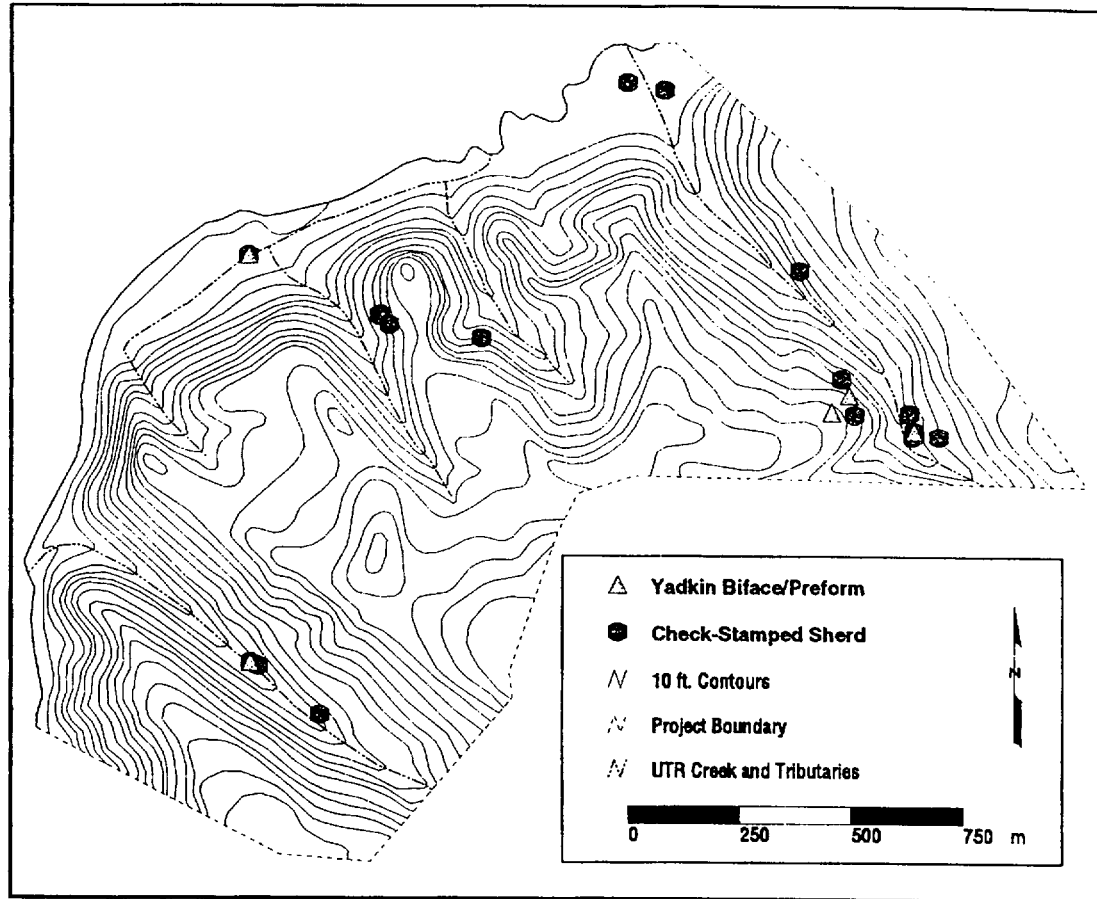 Yadkin Biface/Preform
Check-Stamped Sherd
10 ft. Contours
N
Project Boundary
UTR Creek and Tributaries
0 250 500 750 m